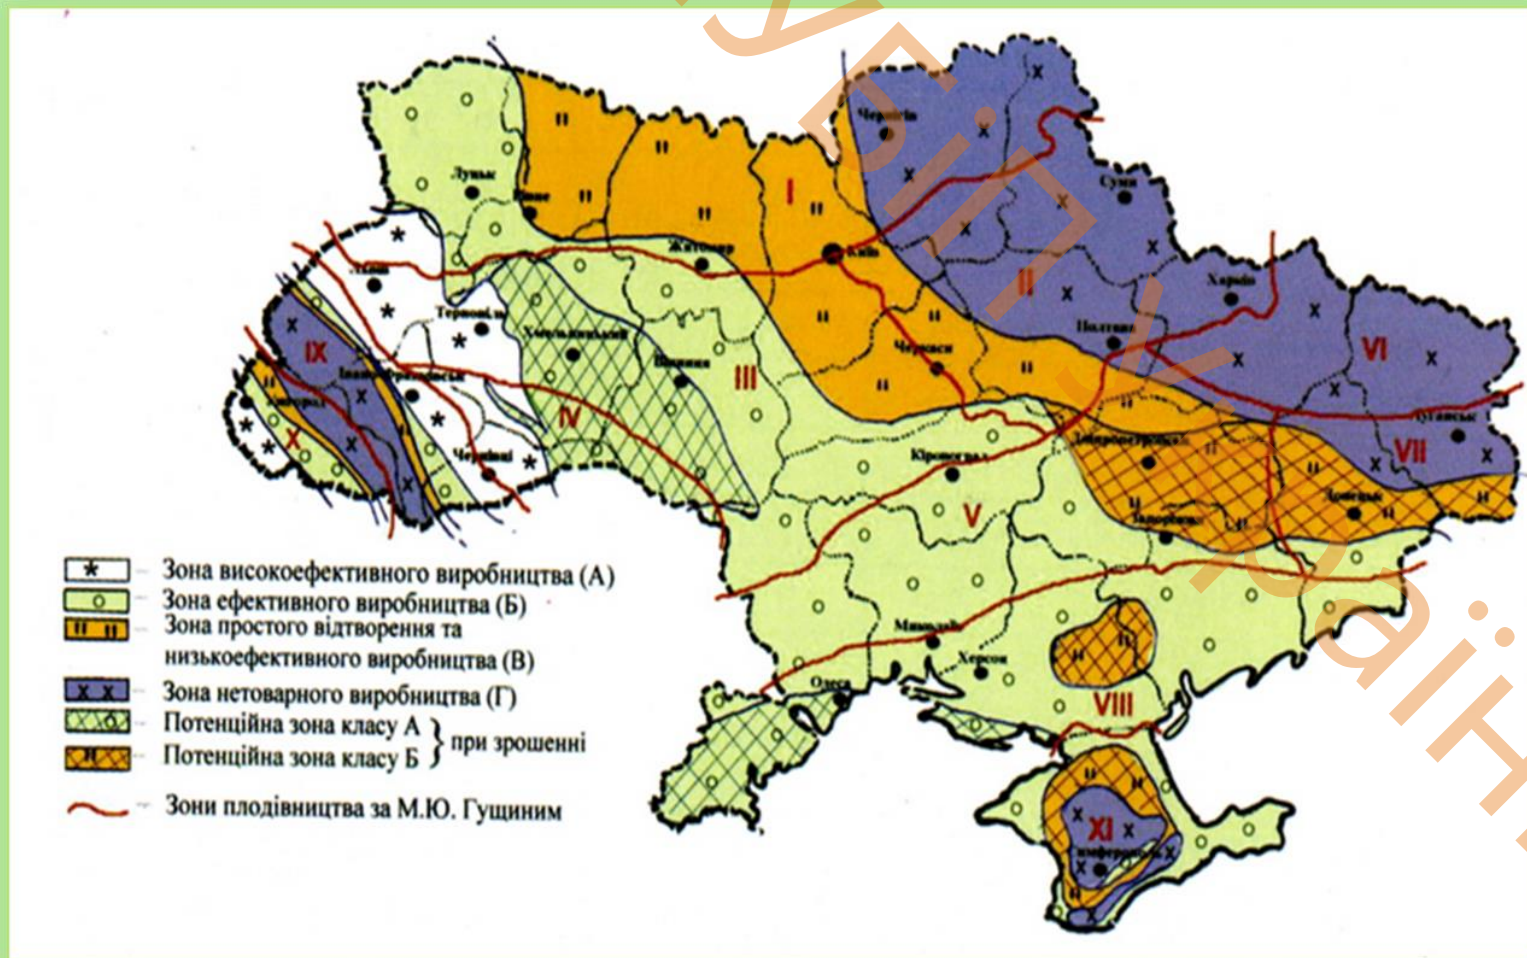 Чернігів
Луцьк
Рівне
Суми
I
Житомир
Київ
Львів
II
Харків
Тернопіль
Хмельницький
Полтава
IX
Вінниця
III
Черкаси
VI
Івано-Франківськ
Ужгород
IV
Луганськ
X
Чернівці
Кіровоград
Дніпропетровськ
VII
V
Донецьк
Запоріжжя
Миколаїв
Херсон
Одеса
VIII
XI
Сімферополь
Зона високоефективного виробництва (А)
Зона ефективного виробництва (Б)
Зона простого відтворення та
низькоефективного виробництва (В)
Зона нетоварного виробництва (Г)
Потенційна зона класу А
Потенційна зона класу Б
} при зрошенні
Зони плодівництва за М.Ю. Гущиним